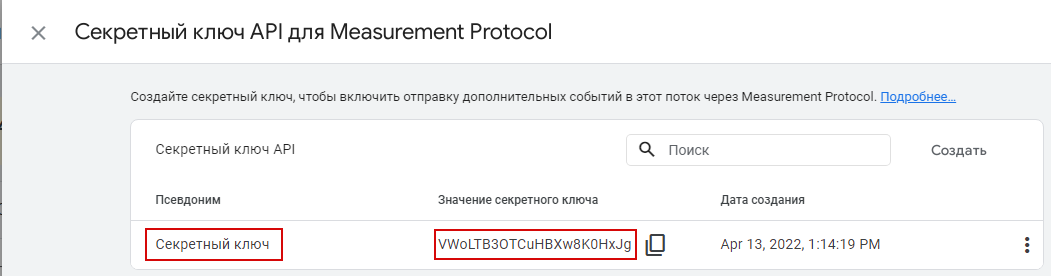 Секретный ключ API для Measurement Protocol
Создайте секретный ключ, чтобы включить отправку дополнительных событий в этот поток через Measurement Protocol. Подробнее…
Секретный ключ API Поиск Создать
Псевдоним Значение секретного ключа Дата создания
Секретный ключ VWoLTB3OTCuHBXw8K0HxJg Apr 13, 2022, 1:14:19 PM